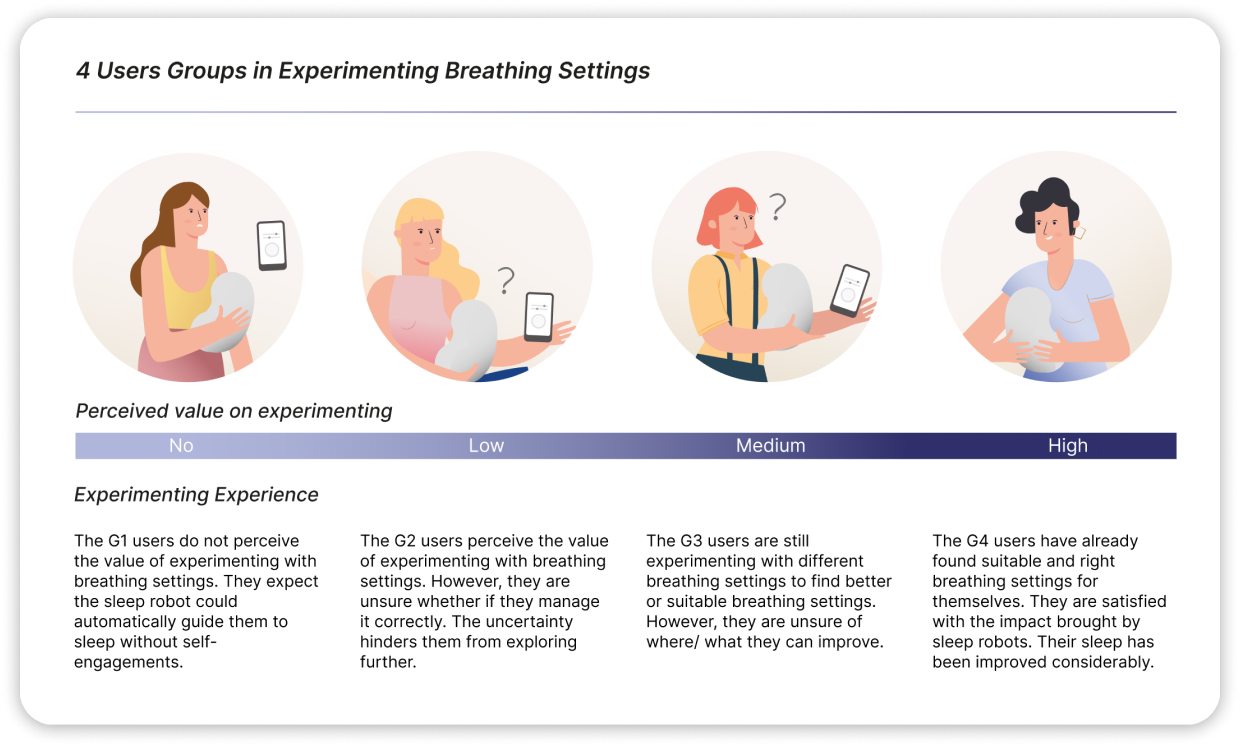 4 Users Groups in Experimenting Breathing Settings
?
?
Perceived value on experimenting
No Low Medium High
Experimenting Experience
The G1 users do not perceive
the value of experimenting with
breathing settings. They expect
the sleep robot could
automatically guide them to
sleep without self-
engagements.
The G2 users perceive the value
of experimenting with breathing
settings. However, they are
unsure whether if they manage
it correctly. The uncertainty
hinders them from exploring
further.
The G3 users are still
experimenting with different
breathing settings to find better
or suitable breathing settings.
However, they are unsure of
where/ what they can improve.
The G4 users have already
found suitable and right
breathing settings for
themselves. They are satisfied
with the impact brought by
sleep robots. Their sleep has
been improved considerably.